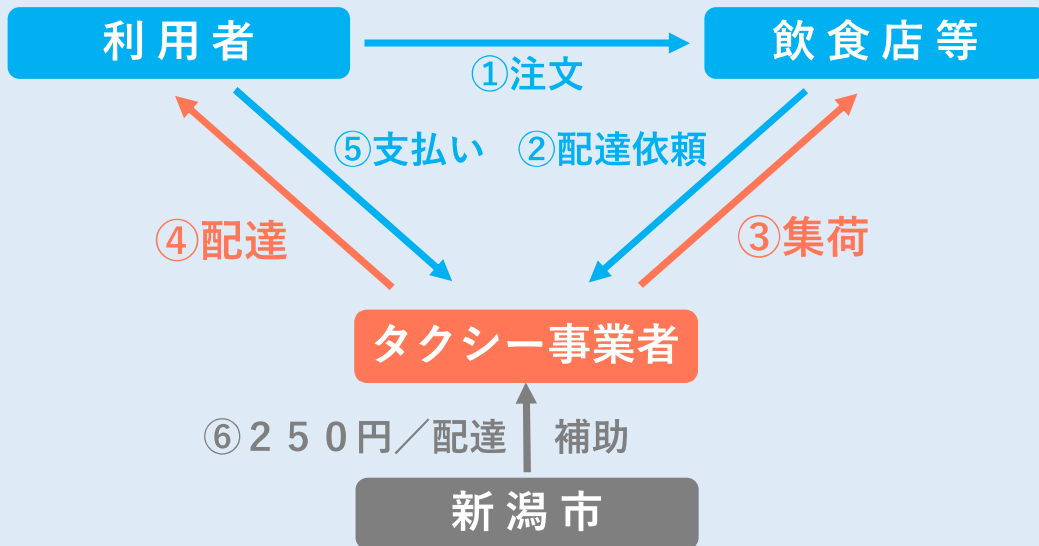 利用者
飲食店等
①注文
⑤支払い
②配達依頼
④配達
③集荷
タクシー事業者
⑥２５０円／配達
補助
新潟市